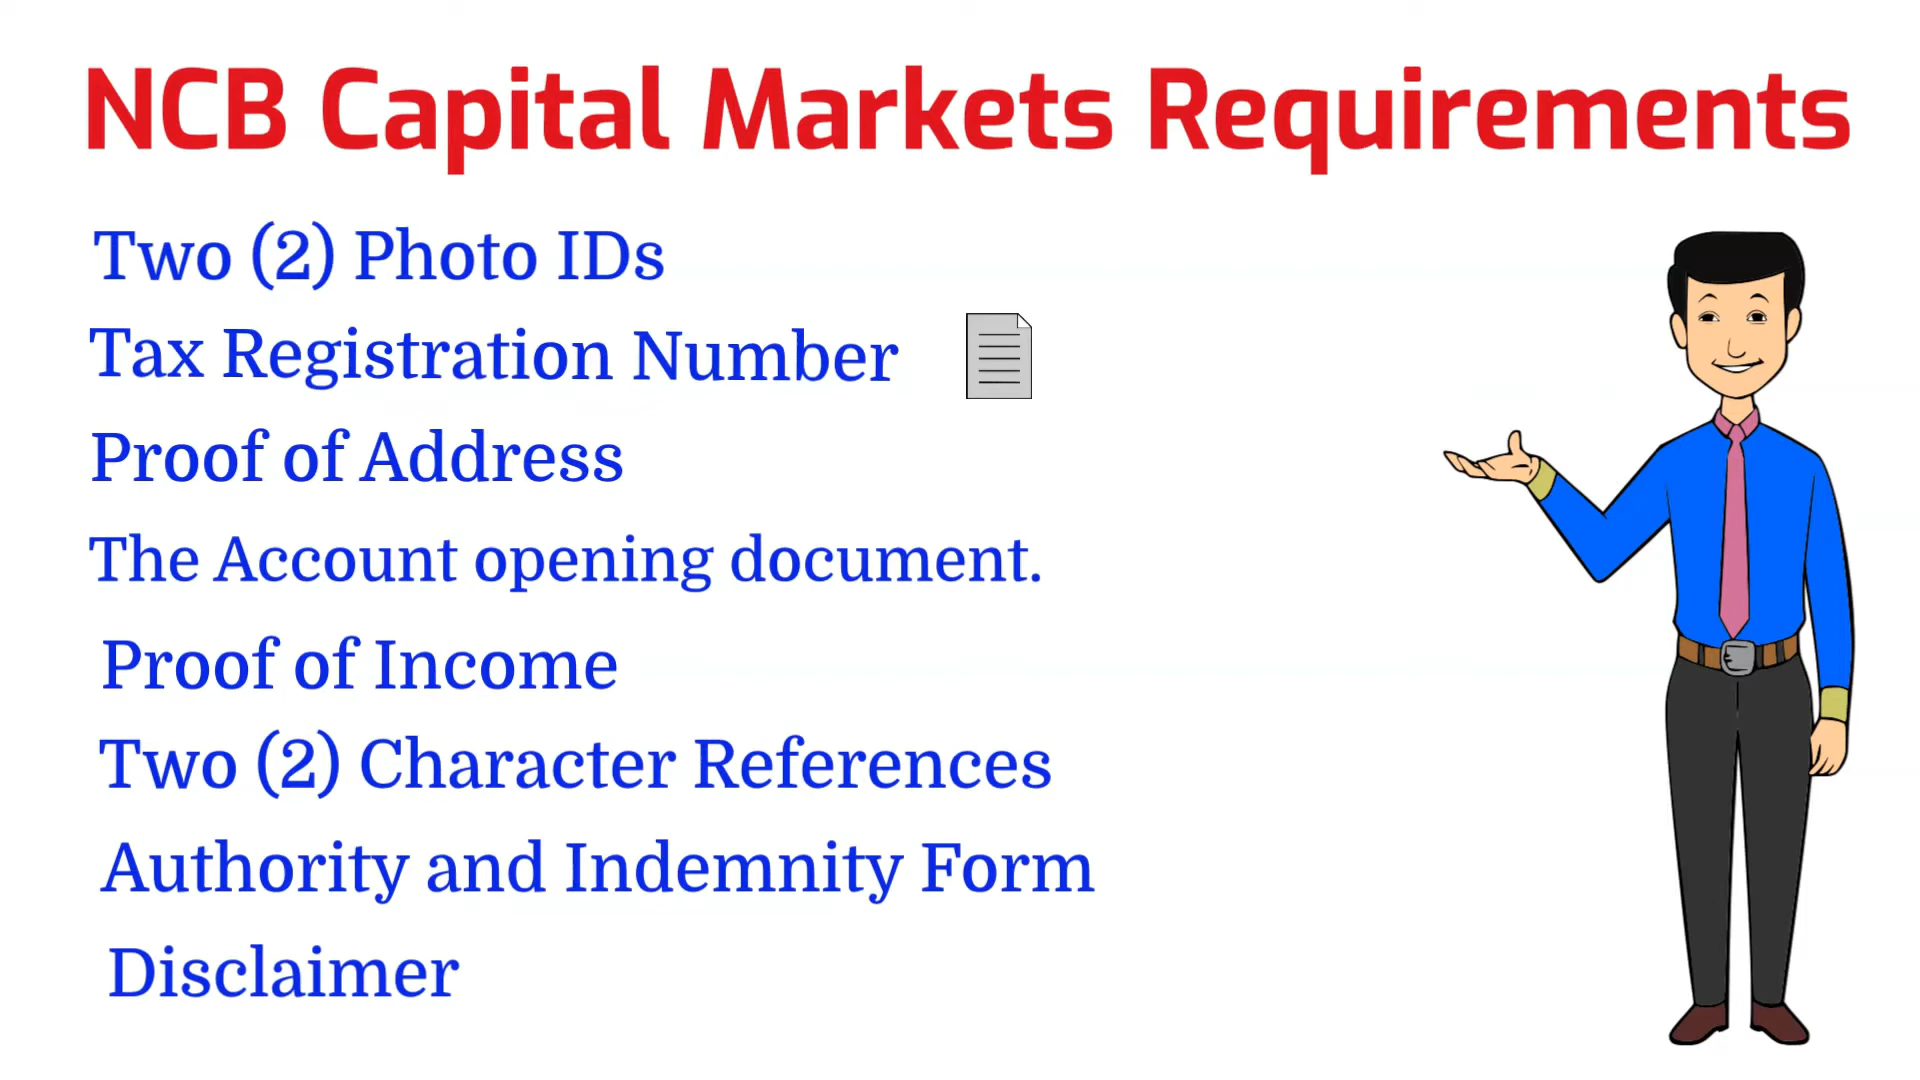 NCB Capital Markets Requirements
Two (2) Photo IDs
Tax Registration Number
Proof of Address
The Account opening document.
Proof of Income
Two (2) Character References
Authority and Indemnity Form
Disclaimer